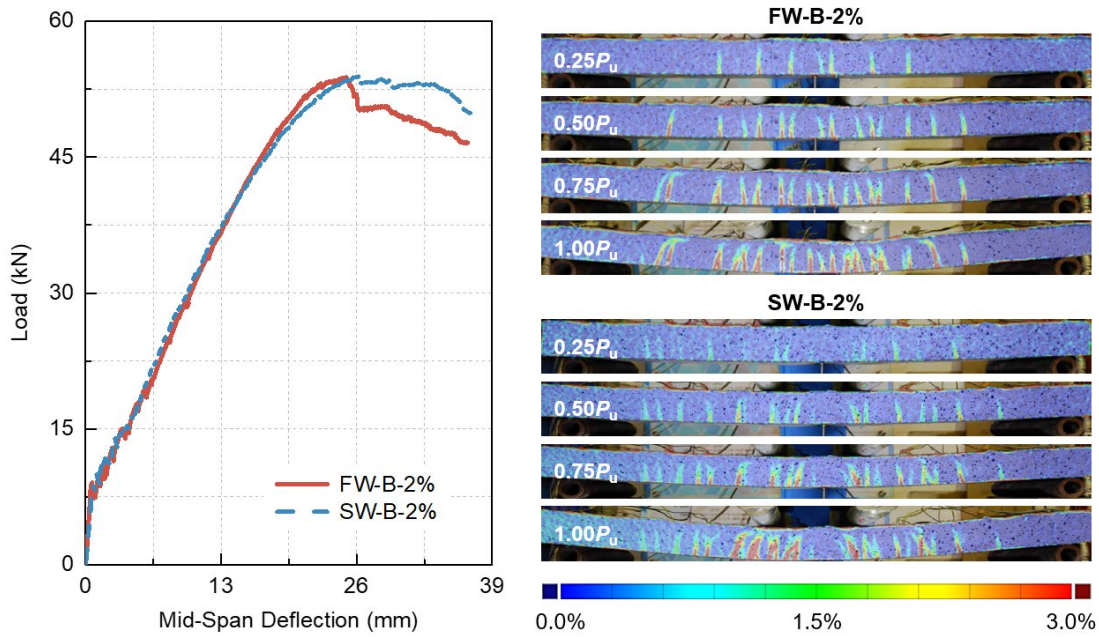 60
45
30
15
0
Load (kN)
0
13
26
39
Mid-Span Deflection (mm)
FW-B-2%
SW-B-2%
FW-B-2%
0.25Pu
0.50Pu
0.75Pu
1.00Pu
SW-B-2%
0.25Pu
0.50Pu
0.75Pu
1.00Pu
0.0%
1.5%
3.0%